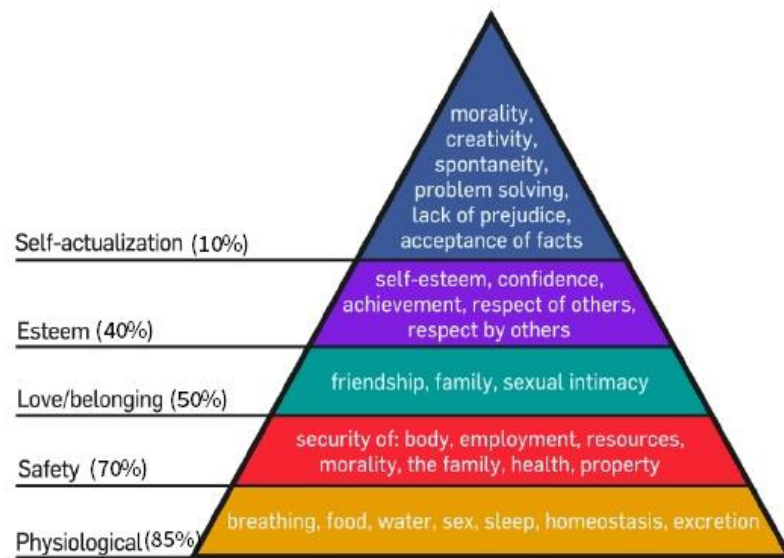 morality,
creativity,
spontaneity,
problem solving,
lack of prejudice,
acceptance of facts
Self-actualization (10%)
self-esteem, confidence,
achievement, respect of others,
respect by others
Esteem (40%)
friendship, family, sexual intimacy
Love/belonging (50%)
security of: body, employment, resources,
morality, the family, health, property
Safety (70%)
breathing, food, water, sex, sleep, homeostasis, excretion
Physiological(85%)